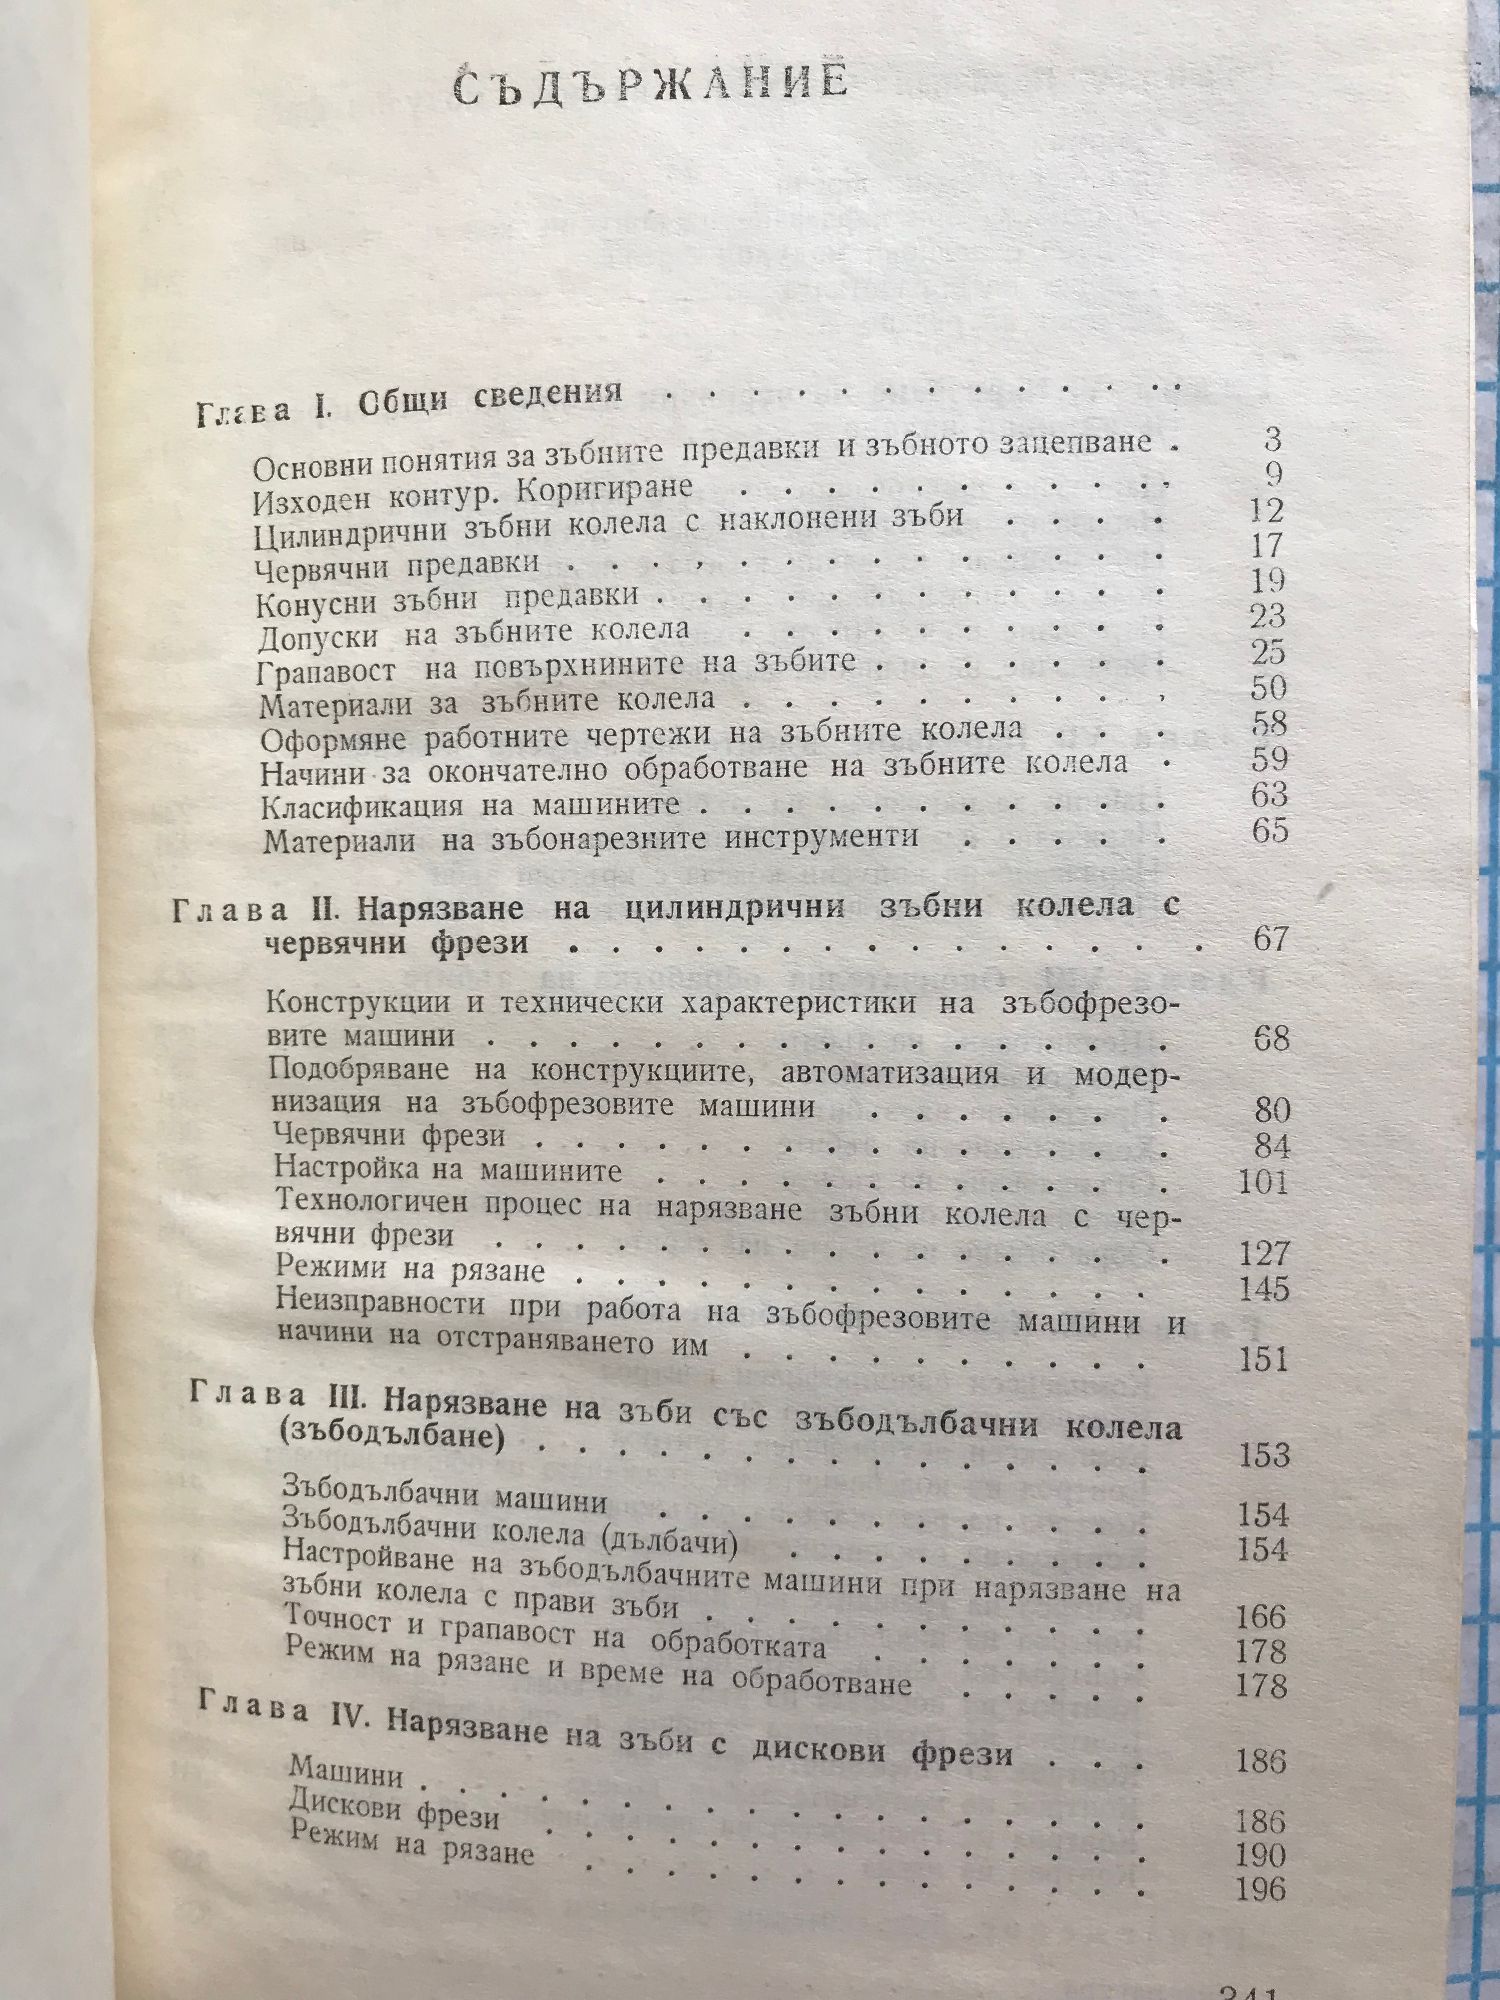 СЪДЪРЖАНИЕ
Глава I. Общи сведения . . . . . . . . . . . . . .
Основни понятия за зъбните предавки и зъбното зацепване . 3
Изходен контур. Коригиране . . . . . . . . . . . 9
Цилиндрични зъбни колела с наклонени зъби . . . . 12
Червячни предавки . . . . . . . . . . . . . . 17
Конусни зъбни предавки . . . . . . . . . . . . 19
Допуски на зъбните колела . . . . . . . . . . 23
Грапавост на повърхнините на зъбите . . . . . . . 25
Материали за зъбните колела . . . . . . . . . . 50
Оформяне работните чертежи на зъбните колела . . . 58
Начини за окончателно обработване на зъбните колела . 59
Класификация на машините . . . . . . . . . . . 63
Материали на зъбонарезните инструменти . . . . . 65
Глава II. Нарязване на цилиндрични зъбни колела с
червячни фрези . . . . . . . . . . . . . . . 67
Конструкции и технически характеристики на зъбофрезо-
вите машини . . . . . . . . . . . . . . . . 68
Подобряване на конструкциите, автоматизация и модер-
низация на зъбофрезовите машини . . . . . . . 80
Червячни фрези . . . . . . . . . . . . . . . 84
Настройка на машините . . . . . . . . . . . . 101
Технологичен процес на нарязване зъбни колела с чер-
вячни фрези . . . . . . . . . . . . . . . . 127
Режими на рязане . . . . . . . . . . . . . . 145
Неизправности при работа на зъбофрезовите машини и
начини на отстраняването им . . . . . . . . . . 151
Глава III. Нарязване на зъби със зъбодълбачни колела
(зъбодълбане) . . . . . . . . . . . . . . . 153
Зъбодълбачни машини . . . . . . . . . . . . 154
Зъбодълбачни колела (дълбачи) . . . . . . . . . 154
Настройване на зъбодълбачните машини при нарязване на
зъбни колела с прави зъби . . . . . . . . . . . 166
Точност и грапавост на обработката . . . . . . . 178
Режим на рязане и време на обработване . . . . . 178
Глава IV. Нарязване на зъби с дискови фрези . . . 186
Машини . . . . . . . . . . . . . . . . . . 186
Дискови фрези . . . . . . . . . . . . . . . 190
Режим на рязане . . . . . . . . . . . . . . 196
341